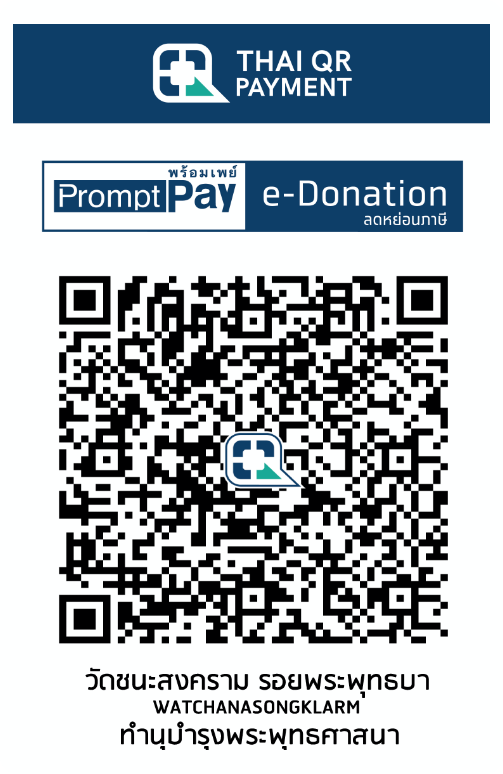 THAI QR
PAYMENT
พร้อมเพย์
PromptPay
e-Donation
ลดหย่อนภาษี
วัดชนะสงคราม รอยพระพุทธบา
WATCHANASONGKLARM
ทำนุบำรุงพระพุทธศาสนา